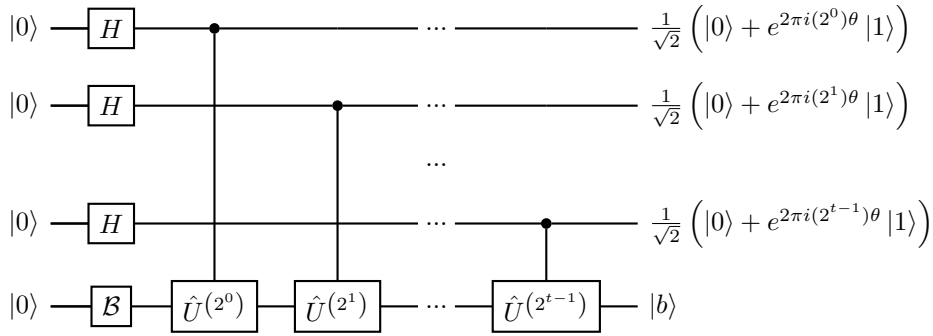 |0⟩ H ... 1/√2 (|0⟩ + e^{2πi(2^0)θ} |1⟩)
|0⟩ H ... 1/√2 (|0⟩ + e^{2πi(2^1)θ} |1⟩)
...
|0⟩ H ... 1/√2 (|0⟩ + e^{2πi(2^{t−1})θ} |1⟩)
|0⟩ ℬ Û^{(2^0)} Û^{(2^1)} ... Û^{(2^{t−1})} |b⟩